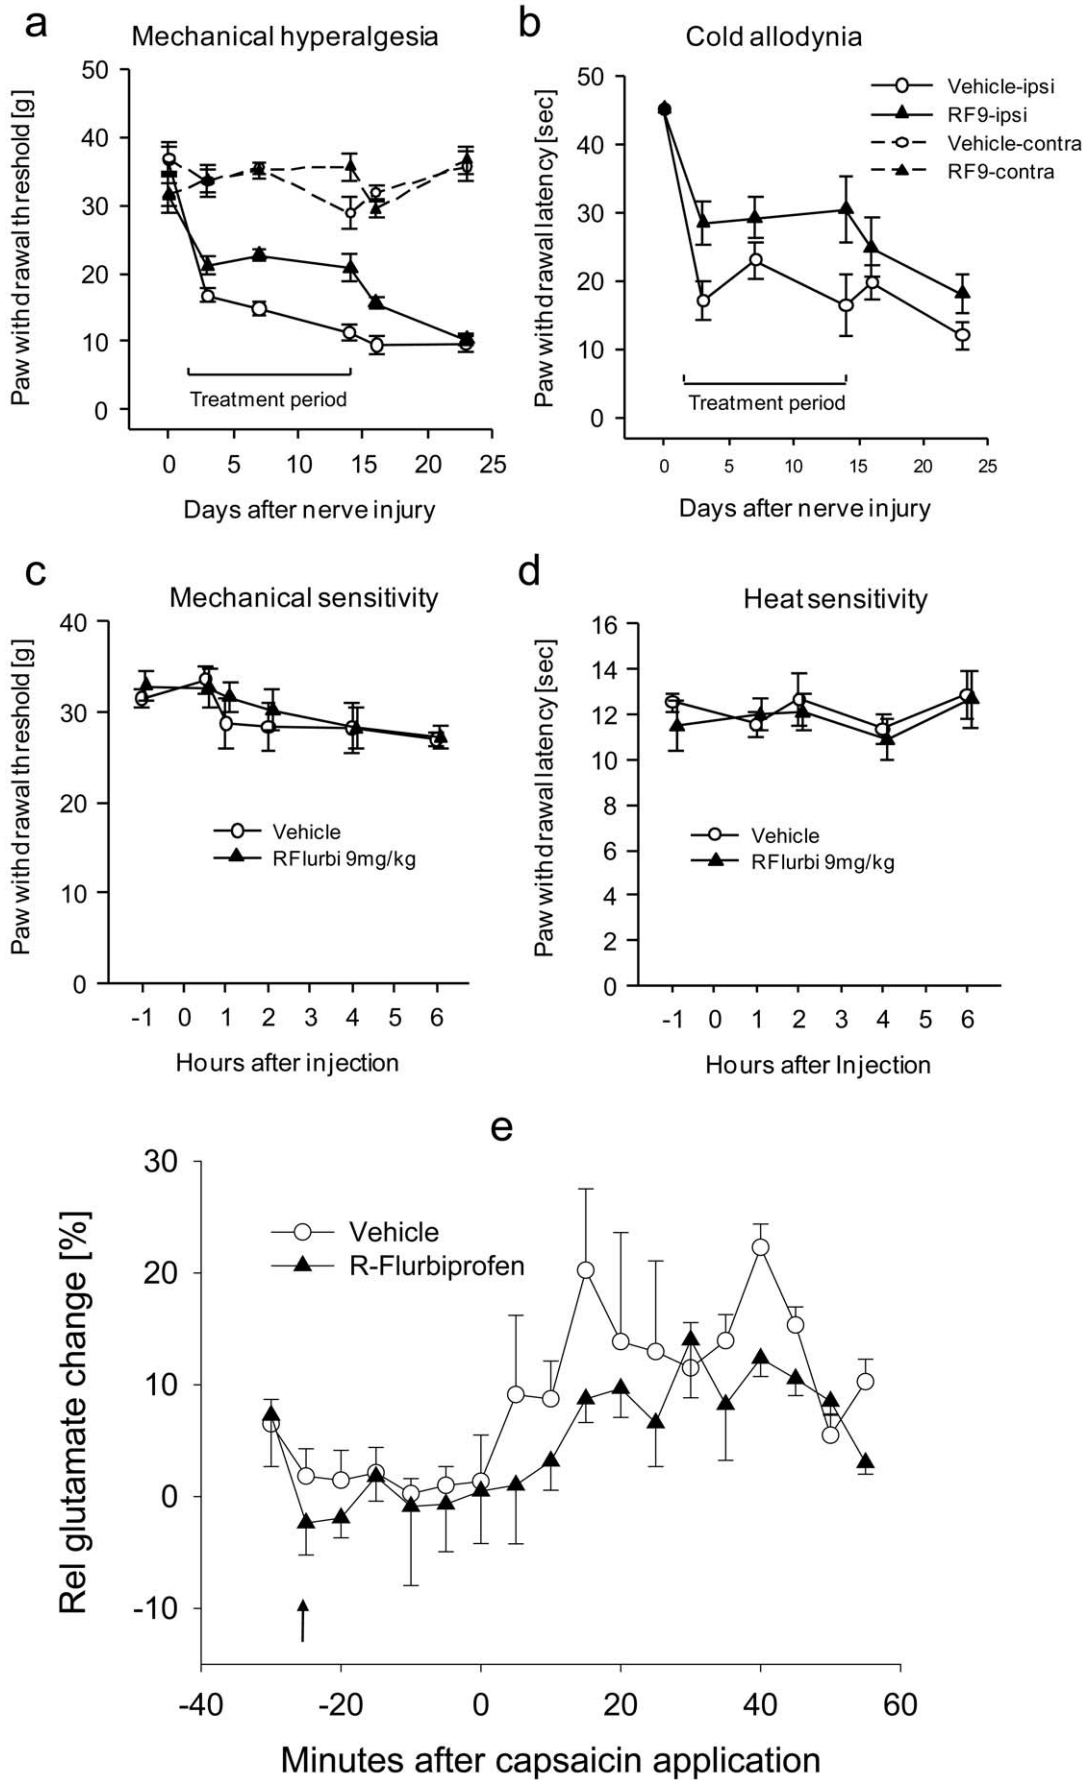 a
Mechanical hyperalgesia
Paw withdrawal threshold [g]
50
40
30
20
10
0
Treatment period
0 5 10 15 20 25
Days after nerve injury
b
Cold allodynia
Paw withdrawal latency [sec]
50
40
30
20
10
0
Vehicle-ipsi
RF9-ipsi
Vehicle-contra
RF9-contra
Treatment period
0 5 10 15 20 25
Days after nerve injury
c
Mechanical sensitivity
Paw withdrawal threshold [g]
40
30
20
10
0
Vehicle
RFlurbi 9mg/kg
-1 0 1 2 3 4 5 6
Hours after injection
d
Heat sensitivity
Paw withdrawal latency [sec]
16
14
12
10
8
6
4
2
0
Vehicle
RFlurbi 9mg/kg
-1 0 1 2 3 4 5 6
Hours after Injection
e
Rel glutamate change [%]
30
20
10
0
-10
Vehicle
R-Flurbiprofen
-40 -20 0 20 40 60
Minutes after capsaicin application